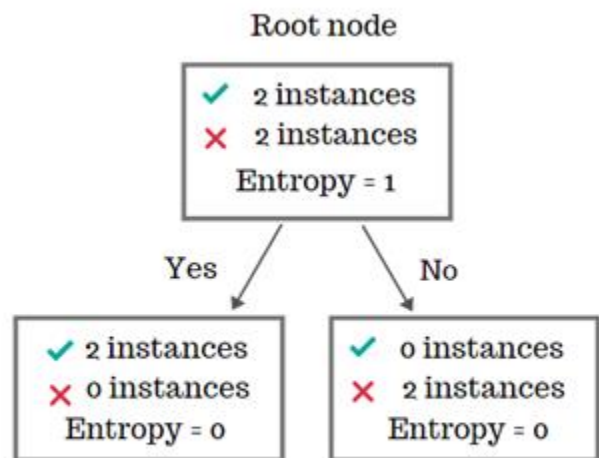 Root node
✓ 2 instances
✗ 2 instances
Entropy = 1
Yes
No
✓ 2 instances
✗ 0 instances
Entropy = 0
✓ 0 instances
✗ 2 instances
Entropy = 0